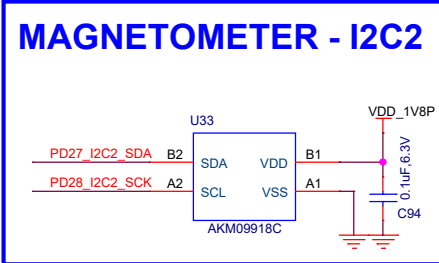 MAGNETOMETER - I2C2
VDD_1V8P
U33
PD27_I2C2_SDA B2 SDA VDD B1
PD28_I2C2_SCK A2 SCL VSS A1
0.1uF,6.3V
C94
AKM09918C